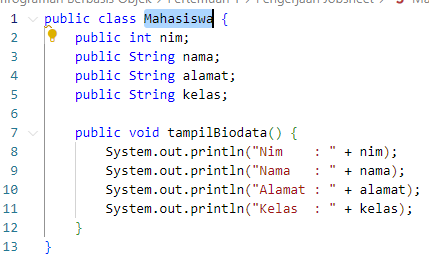 Berbasis Objek > Pertemuan 1 > Pengerjaan Jobsheet >
1 public class Mahasiswa {
2     public int nim;
3     public String nama;
4     public String alamat;
5     public String kelas;
6
7     public void tampilBiodata() {
8         System.out.println("Nim    : " + nim);
9         System.out.println("Nama   : " + nama);
10         System.out.println("Alamat : " + alamat);
11         System.out.println("Kelas  : " + kelas);
12     }
13 }